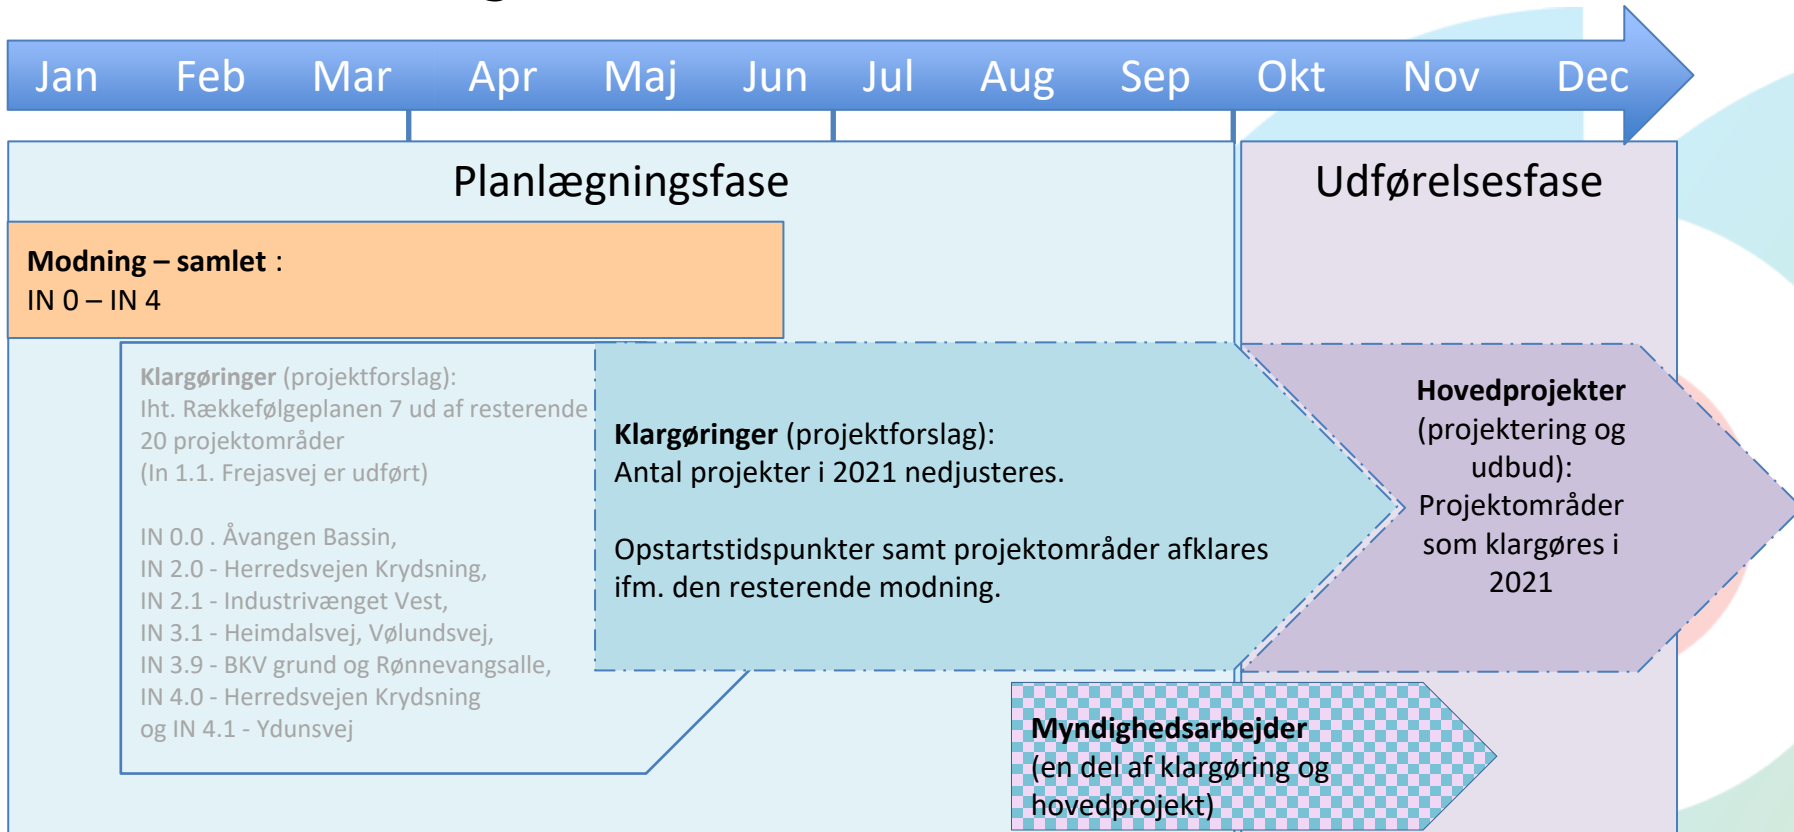 Jan Feb Mar Apr Maj Jun Jul Aug Sep Okt Nov Dec
Planlægningsfase
Udførelsesfase
Modning – samlet :
IN 0 – IN 4
Klargøringer (projektforslag):
Iht. Rækkefølgeplanen 7 ud af resterende
20 projektområder
(In 1.1. Frejasvej er udført)
IN 0.0 . Åvangen Bassin,
IN 2.0 - Herredsvejen Krydsning,
IN 2.1 - Industrivænget Vest,
IN 3.1 - Heimdalsvej, Vølundsvej,
IN 3.9 - BKV grund og Rønnevangsalle,
IN 4.0 - Herredsvejen Krydsning
og IN 4.1 - Ydunsvej
Klargøringer (projektforslag):
Antal projekter i 2021 nedjusteres.
Opstartstidspunkter samt projektområder afklares
ifm. den resterende modning.
Hovedprojekter
(projektering og
udbud):
Projektområder
som klargøres i
2021
Myndighedsarbejder
(en del af klargøring og
hovedprojekt)